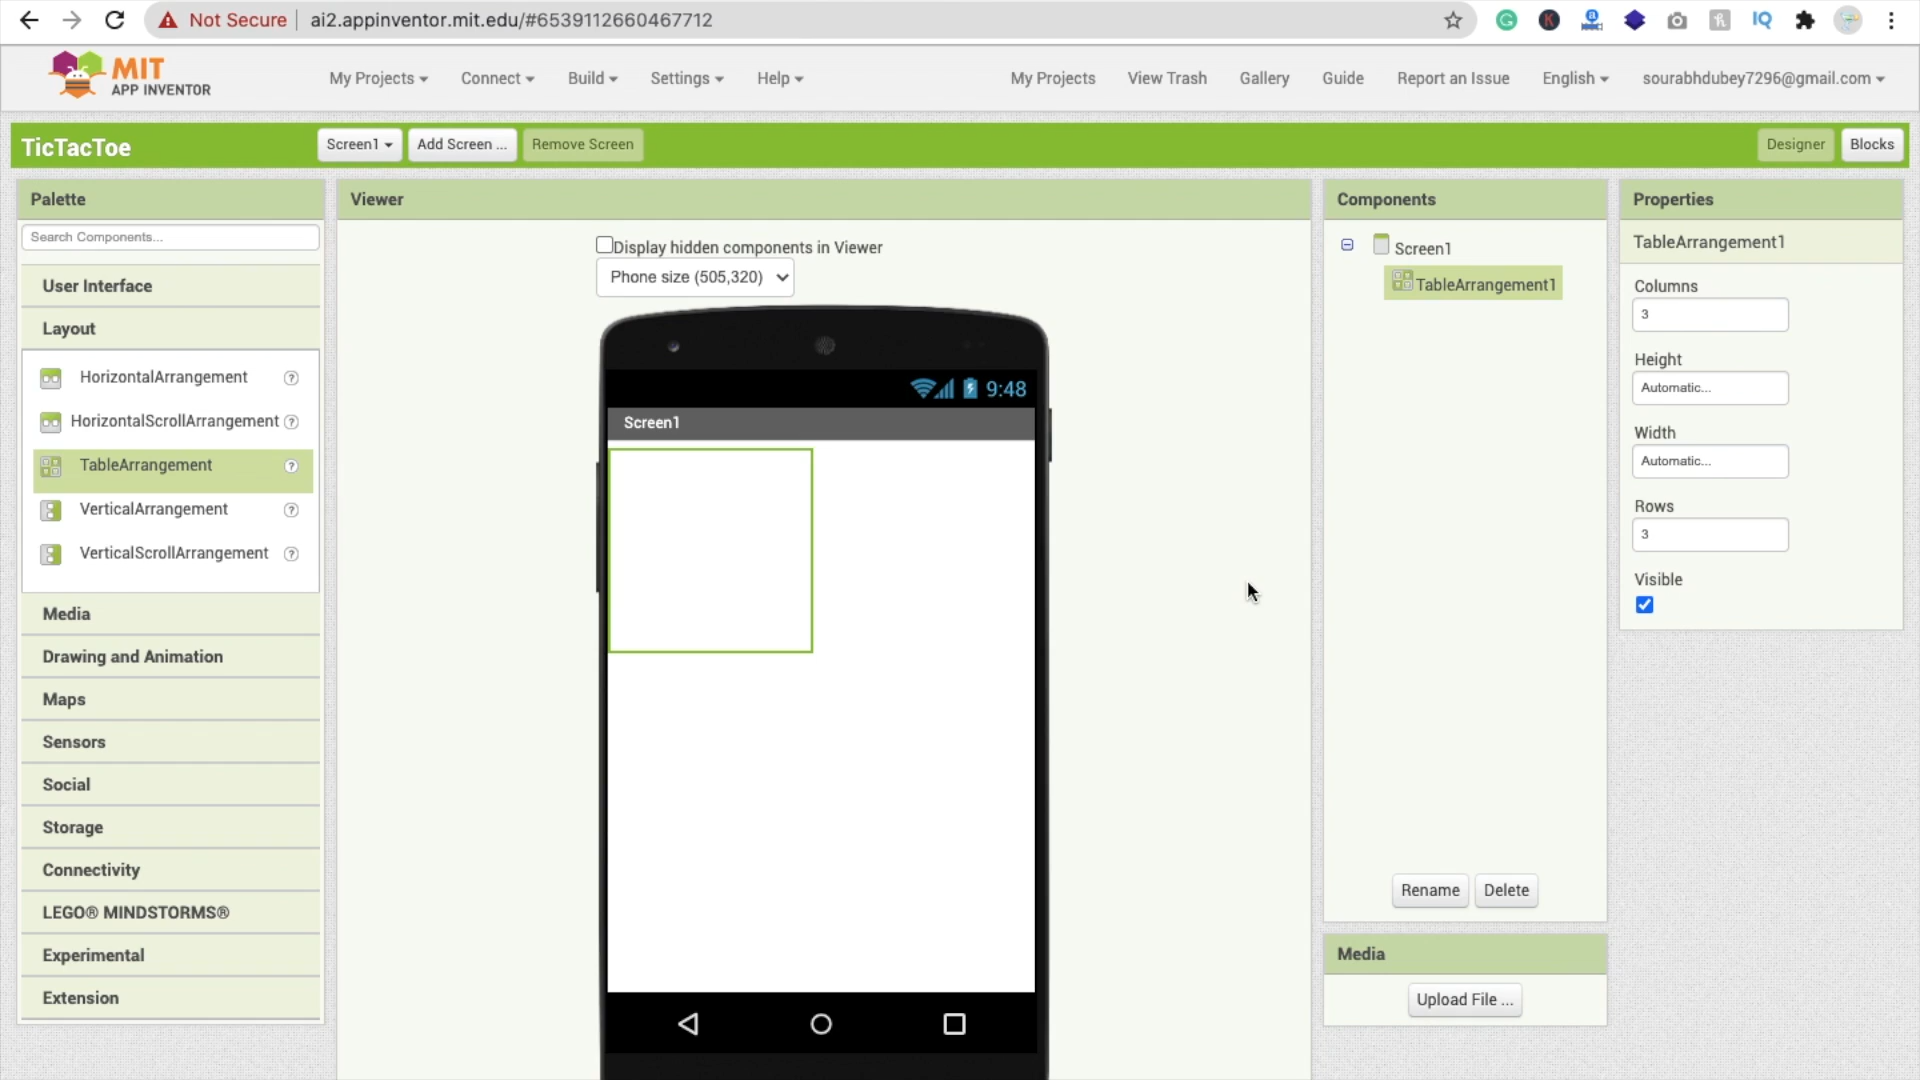 Not Secure ai2.appinventor.mit.edu/#6539112660467712
MIT
APP INVENTOR
My Projects Connect Build Settings Help My Projects View Trash Gallery Guide Report an Issue English sourabhdubey7296@gmail.com
TicTacToe Screen1 Add Screen ... Remove Screen Designer Blocks
Palette
Search Components...
User Interface
Layout
HorizontalArrangement ?
HorizontalScrollArrangement ?
TableArrangement ?
VerticalArrangement ?
VerticalScrollArrangement ?
Media
Drawing and Animation
Maps
Sensors
Social
Storage
Connectivity
LEGO® MINDSTORMS®
Experimental
Extension
Viewer
Display hidden components in Viewer
Phone size (505,320)
9:48
Screen1
Components
Screen1
TableArrangement1
Rename Delete
Media
Upload File ...
Properties
TableArrangement1
Columns
3
Height
Automatic...
Width
Automatic...
Rows
3
Visible